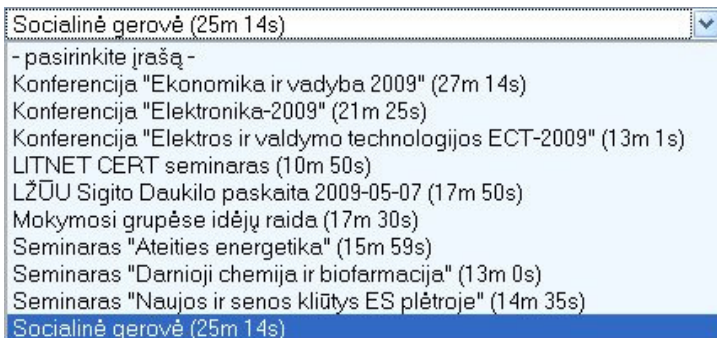 Socialinė gerovė (25m 14s)
- pasirinkite įrašą -
Konferencija "Ekonomika ir vadyba 2009" (27m 14s)
Konferencija "Elektronika-2009" (21m 25s)
Konferencija "Elektros ir valdymo technologijos ECT-2009" (13m 1s)
LITNET CERT seminaras (10m 50s)
LŽŪU Sigito Daukilo paskaita 2009-05-07 (17m 50s)
Mokymosi grupėse idėjų raida (17m 30s)
Seminaras "Ateities energetika" (15m 59s)
Seminaras "Darnioji chemija ir biofarmacija" (13m 0s)
Seminaras "Naujos ir senos kliūtys ES plėtroje" (14m 35s)
Socialinė gerovė (25m 14s)